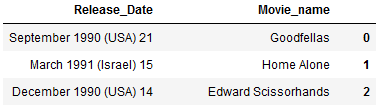 Release_Date Movie_name
September 1990 (USA) 21 Goodfellas 0
March 1991 (Israel) 15 Home Alone 1
December 1990 (USA) 14 Edward Scissorhands 2